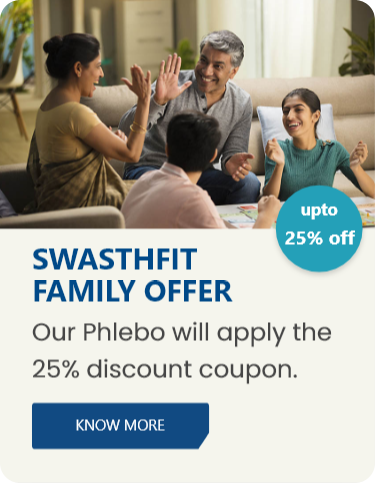 upto
25% off
SWASTHFIT
FAMILY OFFER
Our Phlebo will apply the
25% discount coupon.
KNOW MORE